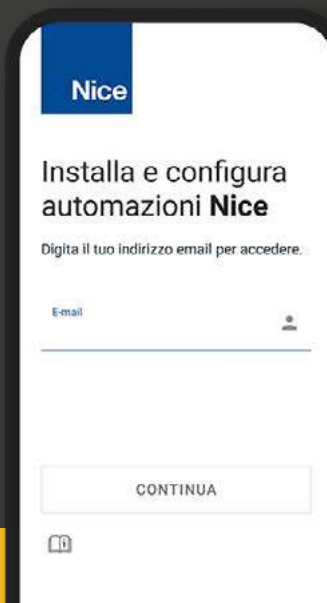 Nice
Installa e configura
automazioni Nice
Digita il tuo indirizzo email per accedere.
E-mail
CONTINUA